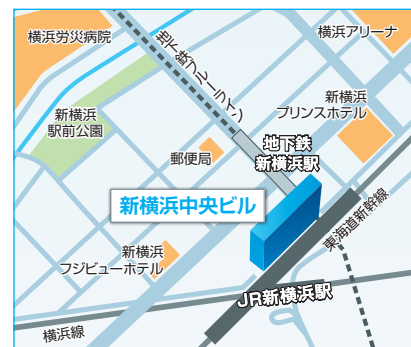 横浜労災病院
地下鉄ブルーライン
横浜アリーナ
新横浜
駅前公園
新横浜
プリンスホテル
郵便局
地下鉄
新横浜駅
新横浜中央ビル
東海道新幹線
新横浜
フジビューホテル
JR新横浜駅
横浜線